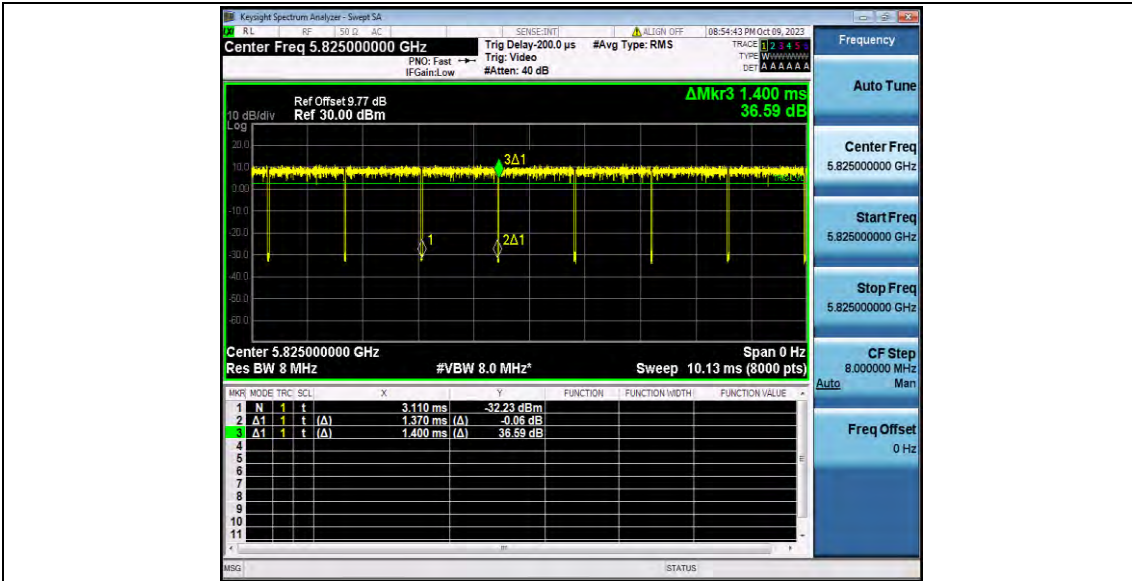 Keysight Spectrum Analyzer - Swept SA
RL RF 50 Ω AC SENSE:INT ALIGN OFF 08:54:43 PM Oct 09, 2023
Center Freq 5.825000000 GHz
PNO: Fast
IFGain:Low
Trig Delay-200.0 µs
Trig: Video
#Atten: 40 dB
#Avg Type: RMS
TRACE 1 2 3 4 5 6
TYPE W
DET A A A A A A
Ref Offset 9.77 dB
10 dB/div Ref 30.00 dBm
Log
ΔMkr3 1.400 ms
36.59 dB
20.0
10.0
0.00
-10.0
-20.0
-30.0
-40.0
-50.0
-60.0
3Δ1
1
2Δ1
Center 5.825000000 GHz Span 0 Hz
Res BW 8 MHz #VBW 8.0 MHz* Sweep 10.13 ms (8000 pts)
MKR MODE TRC SCL X Y FUNCTION FUNCTION WIDTH FUNCTION VALUE
1 N 1 t 3.110 ms -32.23 dBm
2 Δ1 1 t (Δ) 1.370 ms (Δ) -0.06 dB
3 Δ1 1 t (Δ) 1.400 ms (Δ) 36.59 dB
4
5
6
7
8
9
10
11
MSG STATUS
Frequency
Auto Tune
Center Freq
5.825000000 GHz
Start Freq
5.825000000 GHz
Stop Freq
5.825000000 GHz
CF Step
8.000000 MHz
Auto Man
Freq Offset
0 Hz